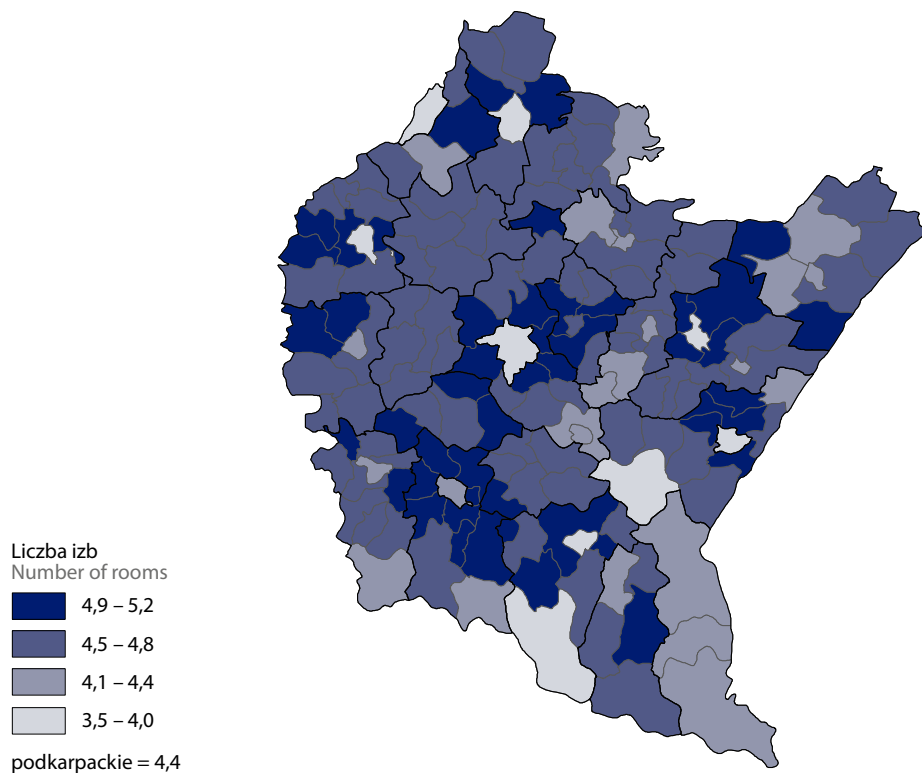 Liczba izb
Number of rooms
4,9 – 5,2
4,5 – 4,8
4,1 – 4,4
3,5 – 4,0
podkarpackie = 4,4